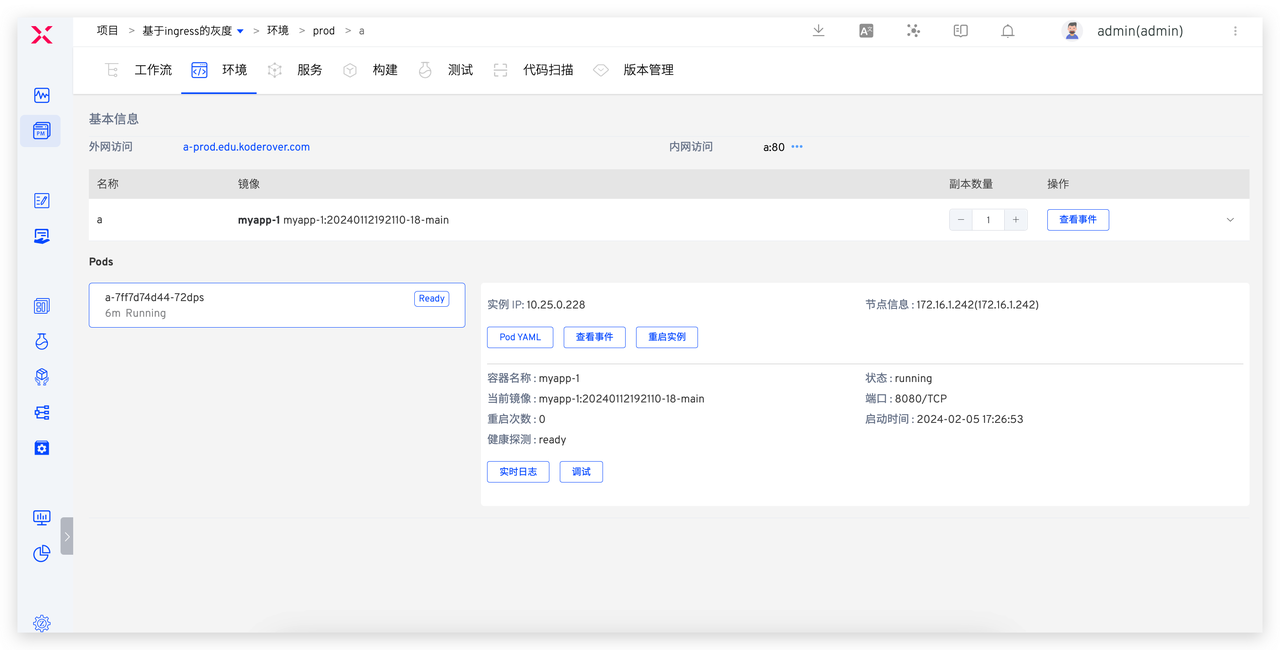 项目 > 基于ingress的灰度 > 环境 > prod > a
admin(admin)
工作流 环境 服务 构建 测试 代码扫描 版本管理
基本信息
外网访问 a-prod.edu.koderover.com 内网访问 a:80 •••
名称 镜像 副本数量 操作
a myapp-1 myapp-1:20240112192110-18-main − 1 + 查看事件
Pods
a-7ff7d74d44-72dps Ready
6m Running
实例 IP: 10.25.0.228 节点信息 : 172.16.1.242(172.16.1.242)
Pod YAML 查看事件 重启实例
容器名称 : myapp-1 状态 : running
当前镜像 : myapp-1:20240112192110-18-main 端口 : 8080/TCP
重启次数 : 0 启动时间 : 2024-02-05 17:26:53
健康探测 : ready
实时日志 调试